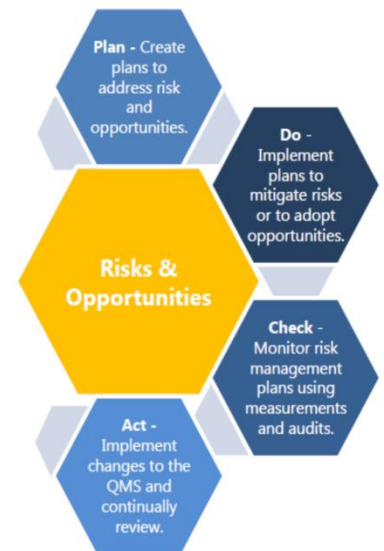 Plan - Create
plans to
address risk
and
opportunities.
Do -
Implement
plans to
mitigate risks
or to adopt
opportunities.
Risks &
Opportunities
Check -
Monitor risk
management
plans using
measurements
and audits.
Act -
Implement
changes to the
QMS and
continually
review.